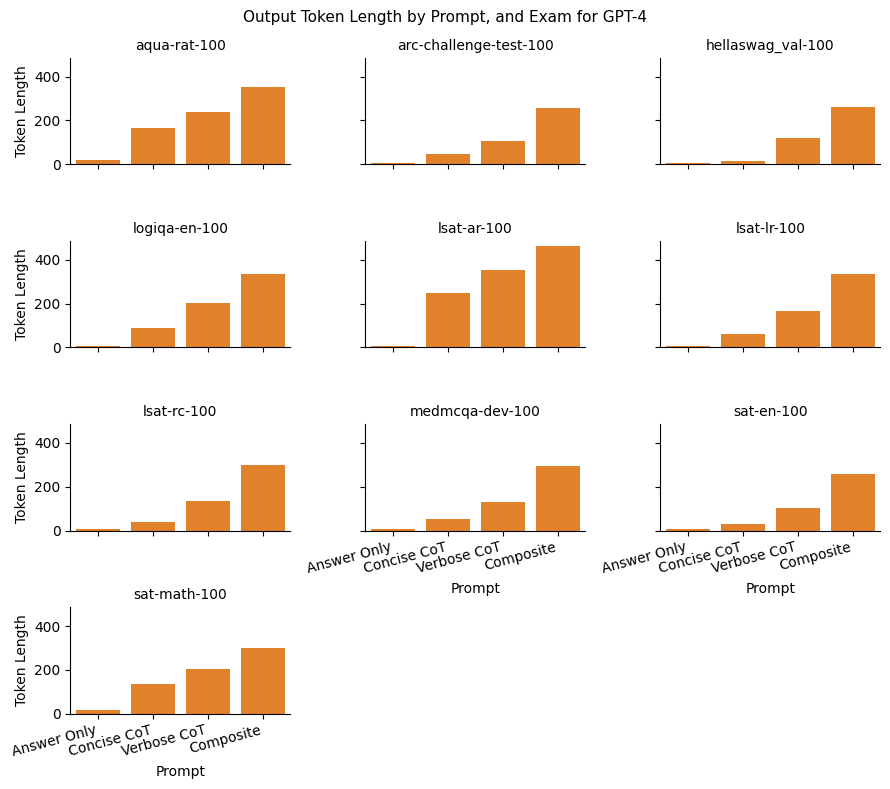 Output Token Length by Prompt, and Exam for GPT-4
aqua-rat-100
arc-challenge-test-100
hellaswag_val-100
Token Length
400
200
0
logiqa-en-100
lsat-ar-100
lsat-lr-100
Token Length
400
200
0
lsat-rc-100
medmcqa-dev-100
sat-en-100
Token Length
400
200
0
Answer Only
Concise CoT
Verbose CoT
Composite
Prompt
Answer Only
Concise CoT
Verbose CoT
Composite
Prompt
sat-math-100
Token Length
400
200
0
Answer Only
Concise CoT
Verbose CoT
Composite
Prompt